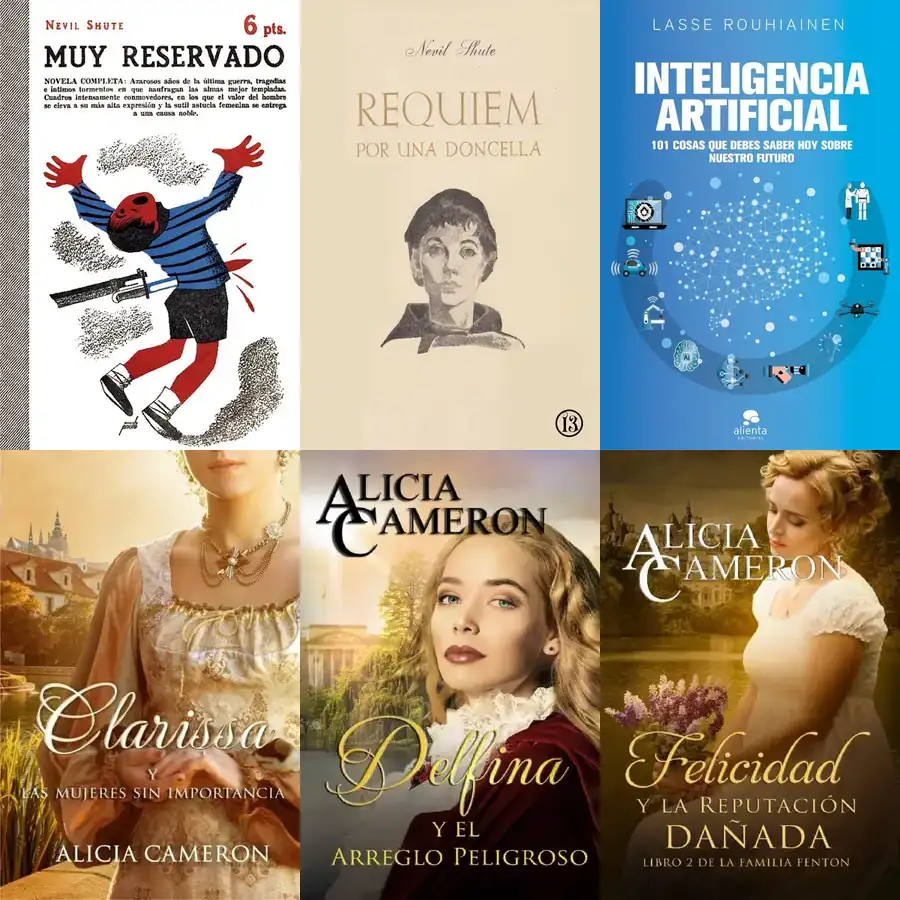 NEVIL SHUTE
6 pts.
MUY RESERVADO
NOVELA COMPLETA: Azarosos años de la última guerra, tragedias
e íntimos tormentos en que naufragan las almas mejor templadas.
Cuadros intensamente conmovedores, en los que el valor del hombre
se eleva a su más alta expresión y la sutil astucia femenina se entrega
a una causa noble.
Nevil Shute
REQUIEM
POR UNA DONCELLA
13
LASSE ROUHIAINEN
INTELIGENCIA
ARTIFICIAL
101 COSAS QUE DEBES SABER HOY SOBRE
NUESTRO FUTURO
AI
alienta
EDITORIAL
Clarissa
Y
LAS MUJERES SIN IMPORTANCIA
ALICIA CAMERON
ALICIA
CAMERON
Delfina
Y EL
ARREGLO PELIGROSO
ALICIA
CAMERON
Felicidad
Y LA REPUTACIÓN
DAÑADA
LIBRO 2 DE LA FAMILIA FENTON